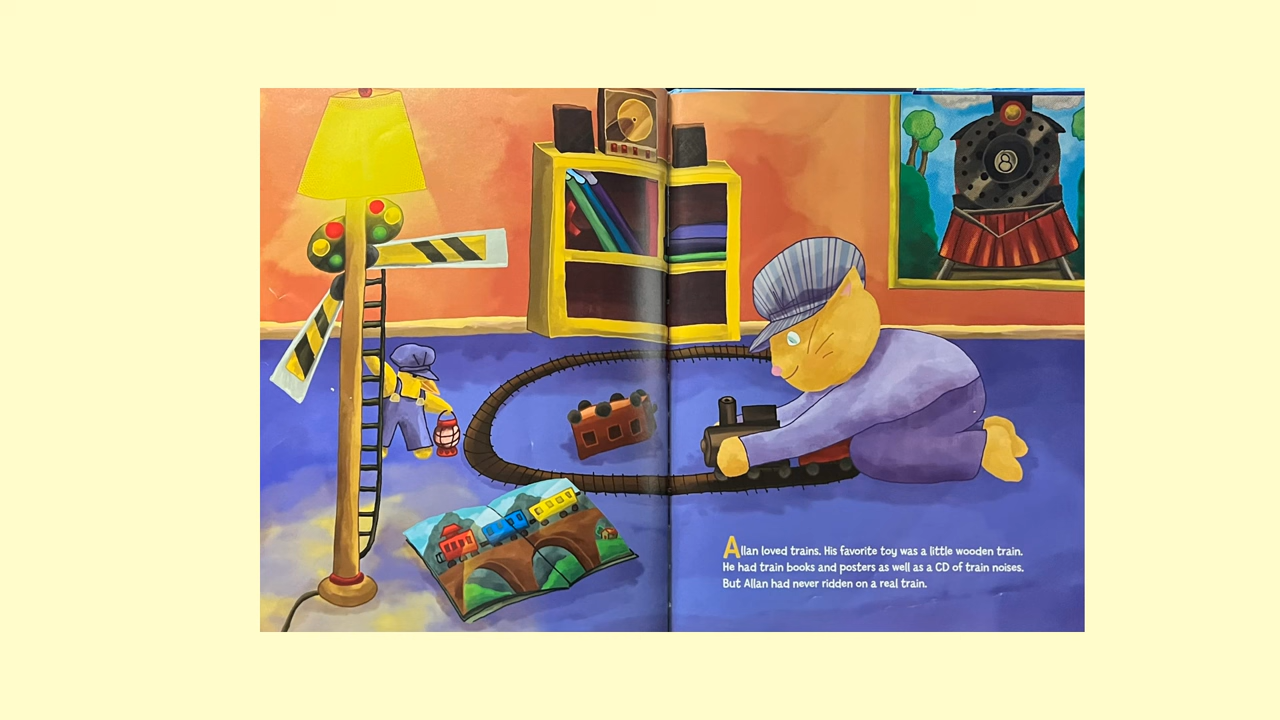 8
Allan loved trains. His favorite toy was a little wooden train.
He had train books and posters as well as a CD of train noises.
But Allan had never ridden on a real train.